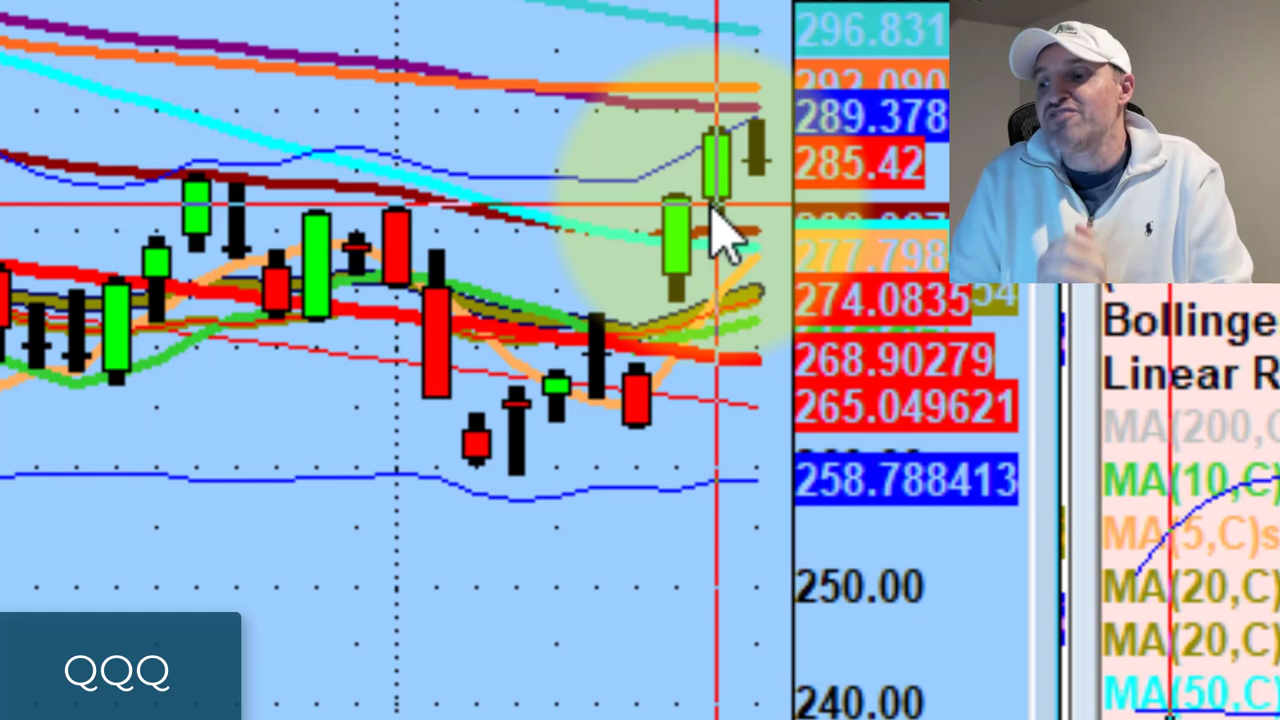 296.831
292.090
289.378
285.42
277.798
274.0835
54
268.90279
265.049621
258.788413
250.00
240.00
Bollinge
Linear R
MA(200,C
MA(10,C)
MA(5,C)s
MA(20,C)
MA(20,C)
MA(50,C)
QQQ